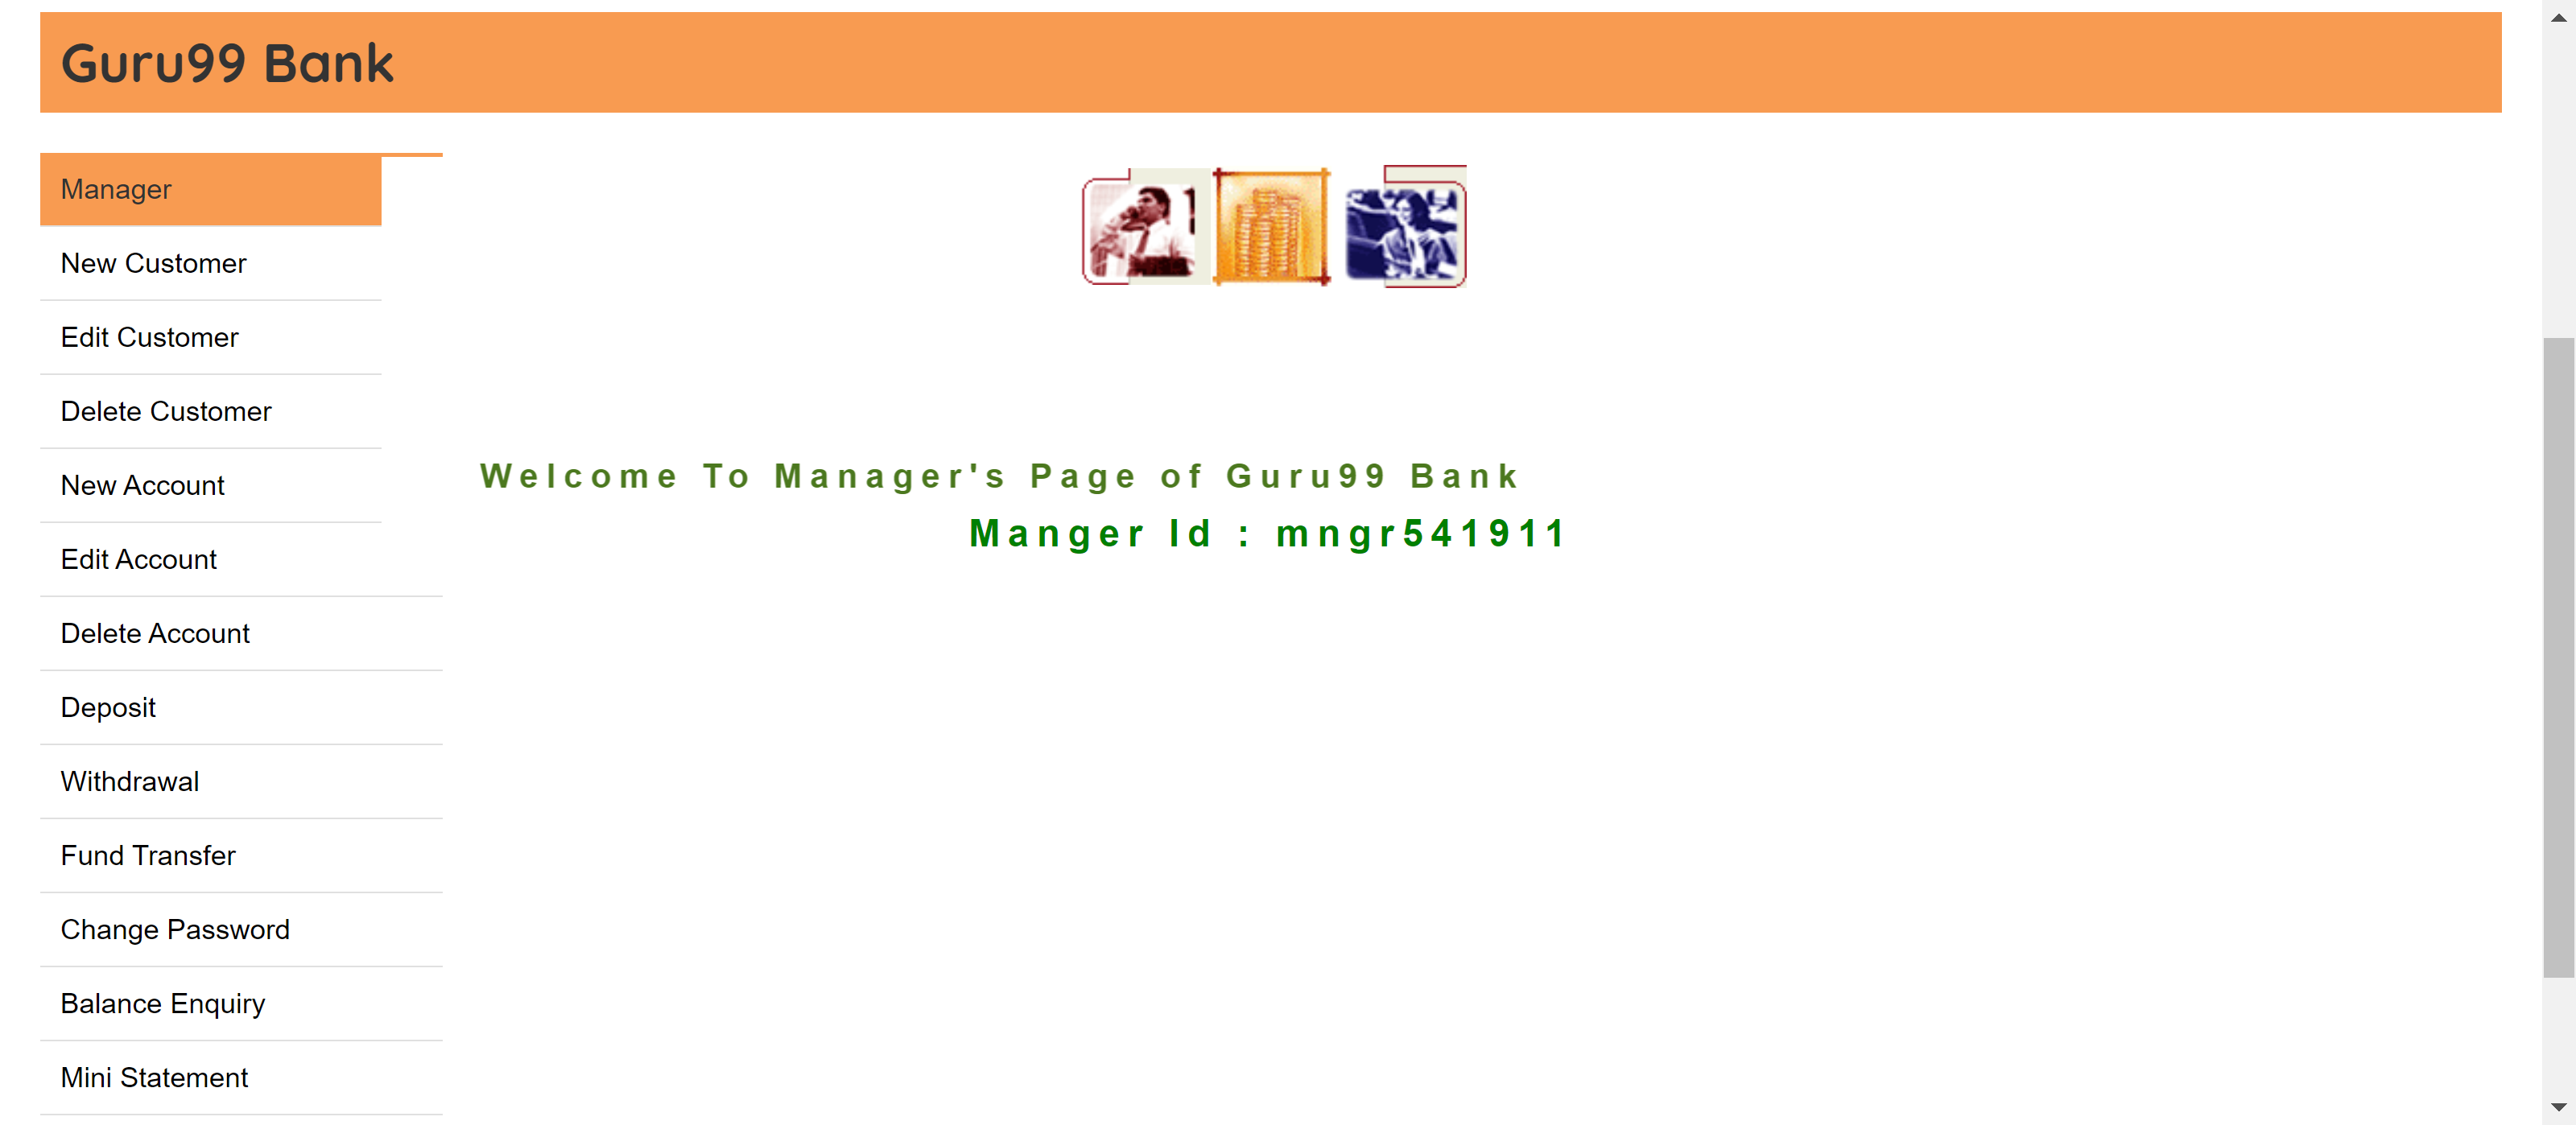 Guru99 Bank
Manager
New Customer
Edit Customer
Delete Customer
New Account
Edit Account
Delete Account
Deposit
Withdrawal
Fund Transfer
Change Password
Balance Enquiry
Mini Statement
Welcome To Manager's Page of Guru99 Bank
Manger Id : mngr541911